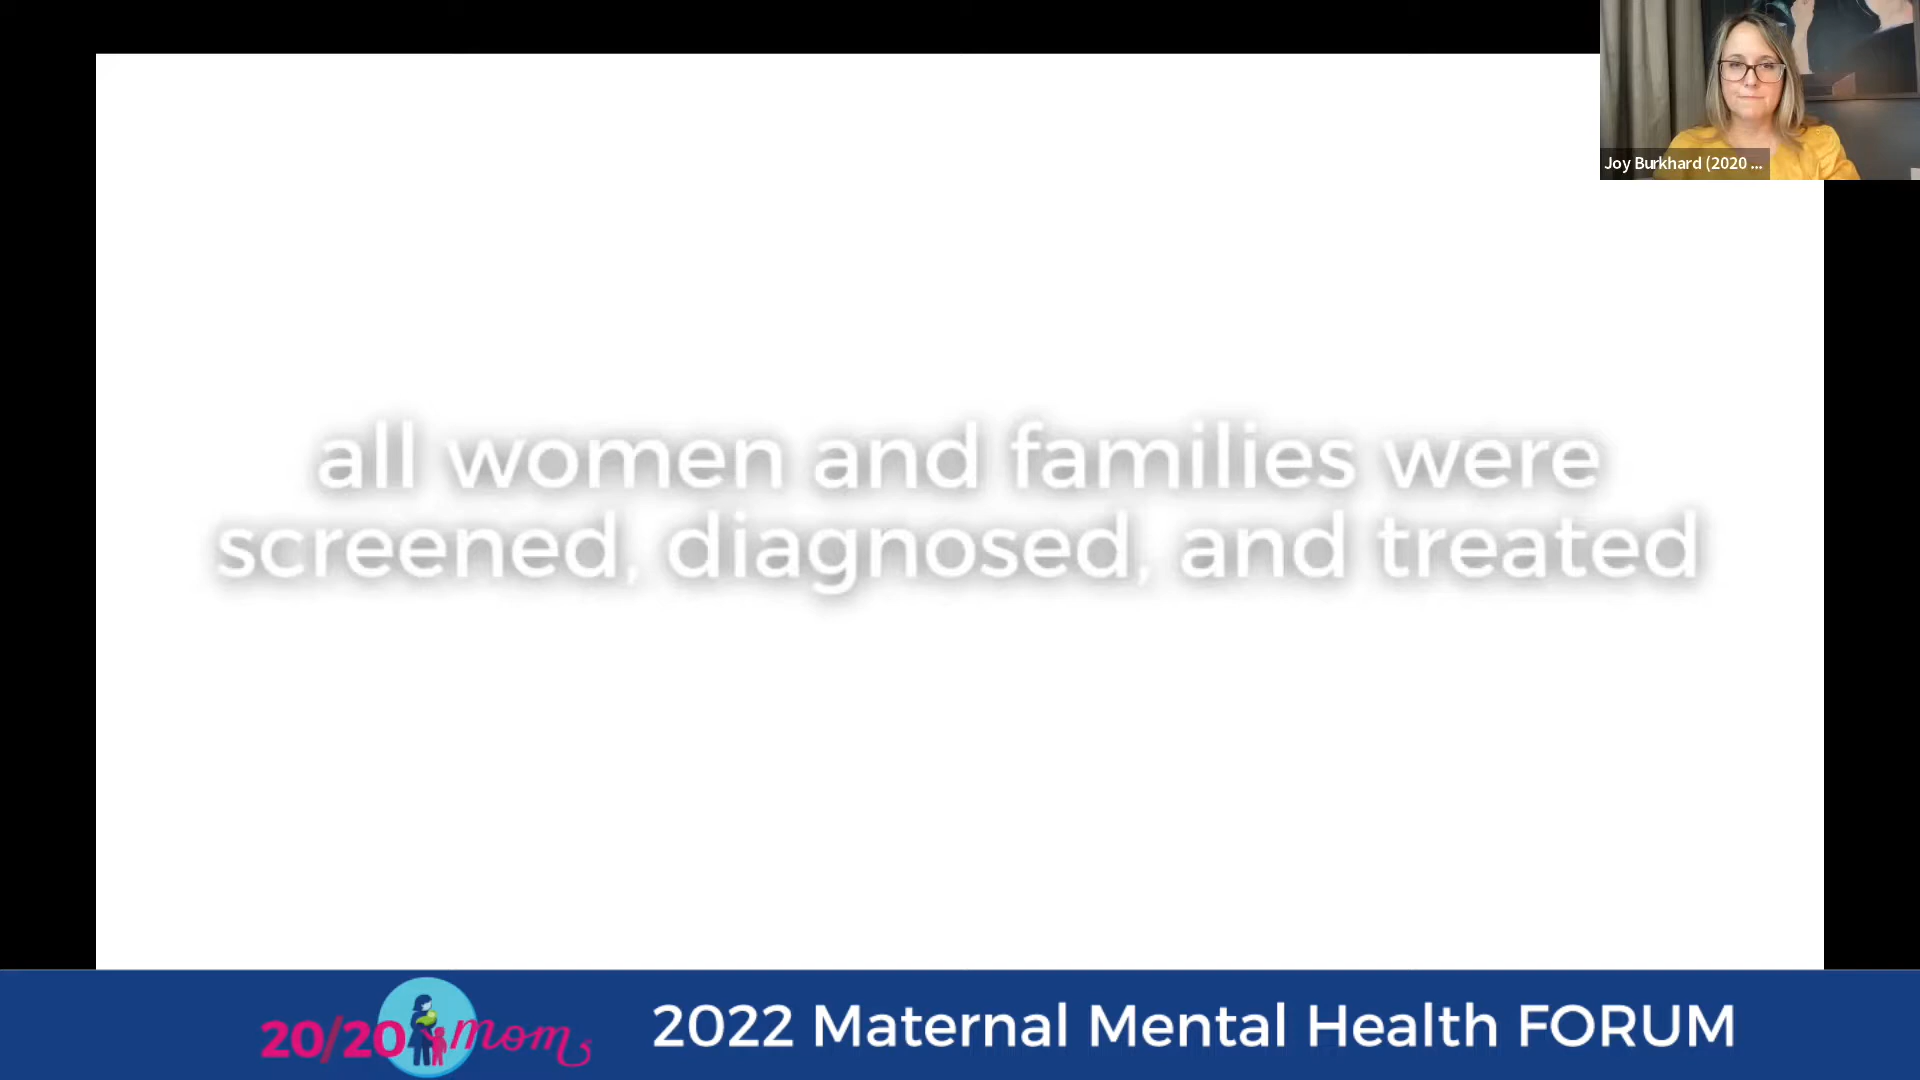 Joy Burkhard (2020 ...
all women and families were
screened, diagnosed, and treated
20/20 mom
2022 Maternal Mental Health FORUM